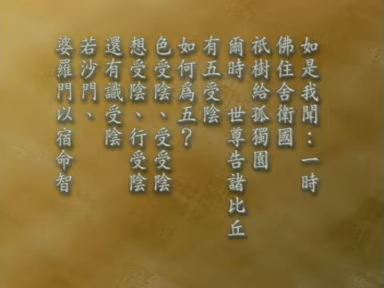 如是我聞：一時
佛住舍衛國
祇樹給孤獨園
爾時　世尊告諸比丘
有五受陰
如何爲五？
色受陰、受受陰
想受陰、行受陰
還有識受陰
若沙門、
婆羅門以宿命智